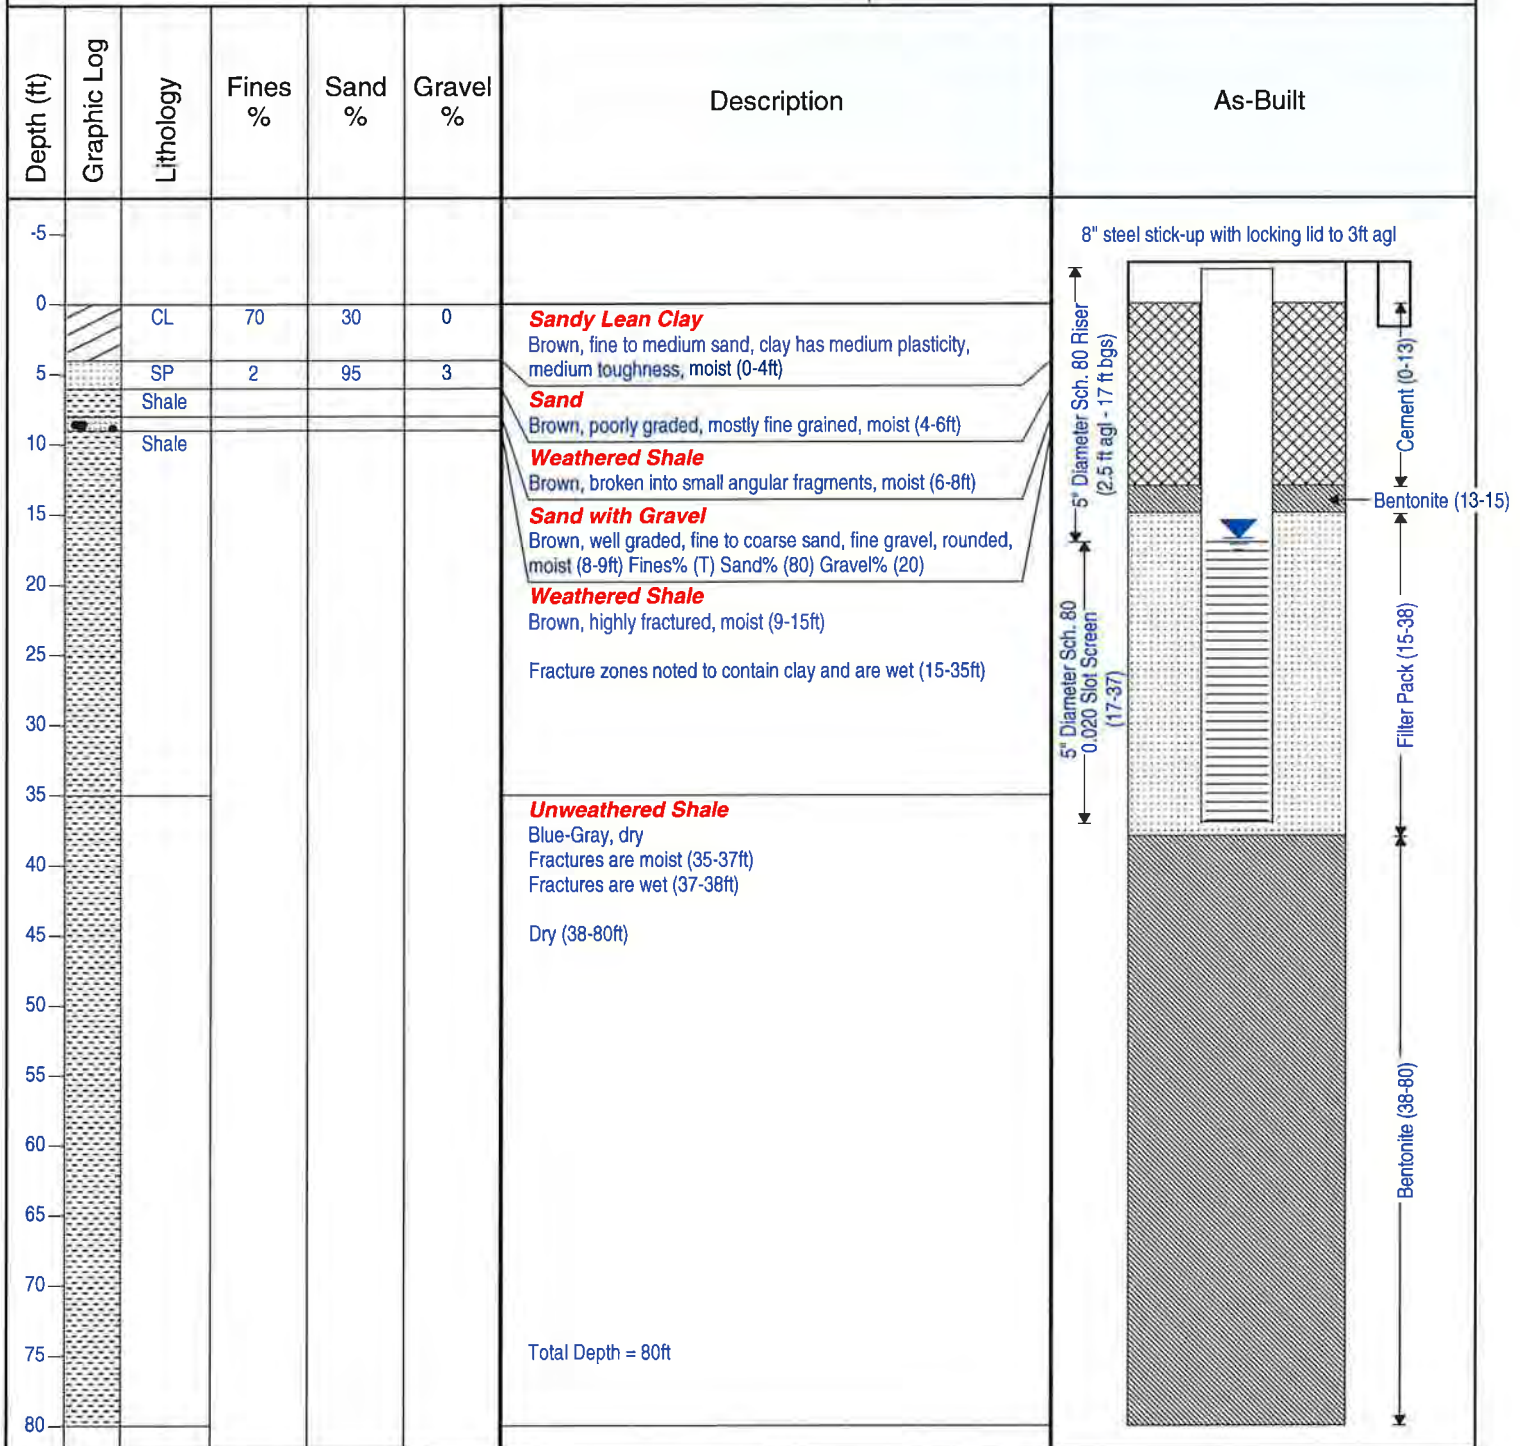 Depth (ft)
Graphic Log
Lithology
Fines
%
Sand
%
Gravel
%
Description
As-Built
-5
0
5
10
15
20
25
30
35
40
45
50
55
60
65
70
75
80
CL 70 30 0
SP 2 95 3
Shale
Shale
Sandy Lean Clay
Brown, fine to medium sand, clay has medium plasticity,
medium toughness, moist (0-4ft)
Sand
Brown, poorly graded, mostly fine grained, moist (4-6ft)
Weathered Shale
Brown, broken into small angular fragments, moist (6-8ft)
Sand with Gravel
Brown, well graded, fine to coarse sand, fine gravel, rounded,
moist (8-9ft) Fines% (T) Sand% (80) Gravel% (20)
Weathered Shale
Brown, highly fractured, moist (9-15ft)
Fracture zones noted to contain clay and are wet (15-35ft)
Unweathered Shale
Blue-Gray, dry
Fractures are moist (35-37ft)
Fractures are wet (37-38ft)
Dry (38-80ft)
Total Depth = 80ft
8" steel stick-up with locking lid to 3ft agl
5" Diameter Sch. 80 Riser
(2.5 ft agl - 17 ft bgs)
5" Diameter Sch. 80
0.020 Slot Screen
(17-37)
Cement (0-13)
Bentonite (13-15)
Filter Pack (15-38)
Bentonite (38-80)